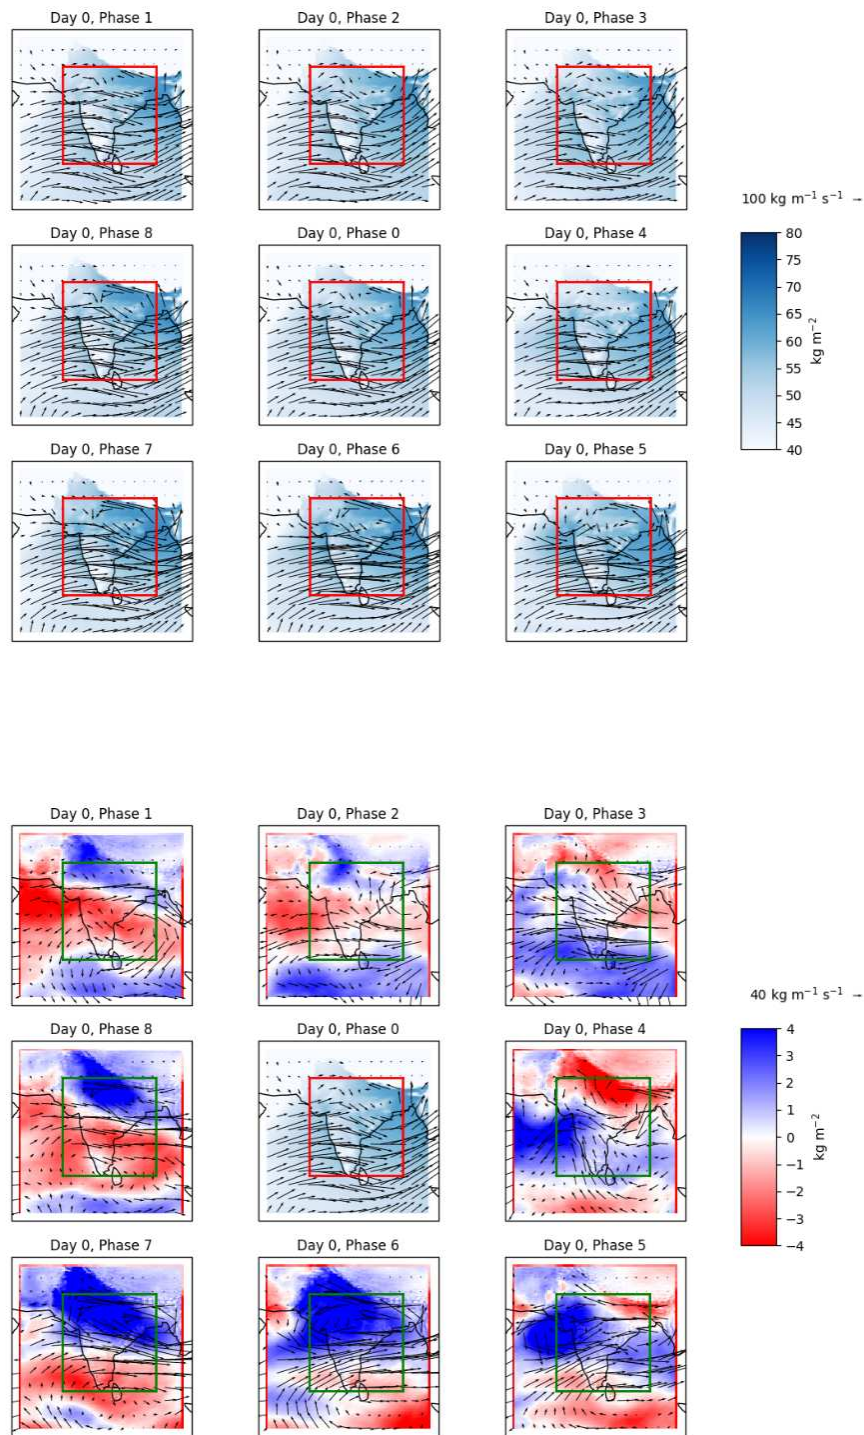 Day 0, Phase 1
Day 0, Phase 2
Day 0, Phase 3
100 kg m⁻¹ s⁻¹
Day 0, Phase 8
Day 0, Phase 0
Day 0, Phase 4
80
75
70
65
60
55
50
45
40
kg m⁻²
Day 0, Phase 7
Day 0, Phase 6
Day 0, Phase 5
Day 0, Phase 1
Day 0, Phase 2
Day 0, Phase 3
40 kg m⁻¹ s⁻¹
Day 0, Phase 8
Day 0, Phase 0
Day 0, Phase 4
4
3
2
1
0
−1
−2
−3
−4
kg m⁻²
Day 0, Phase 7
Day 0, Phase 6
Day 0, Phase 5